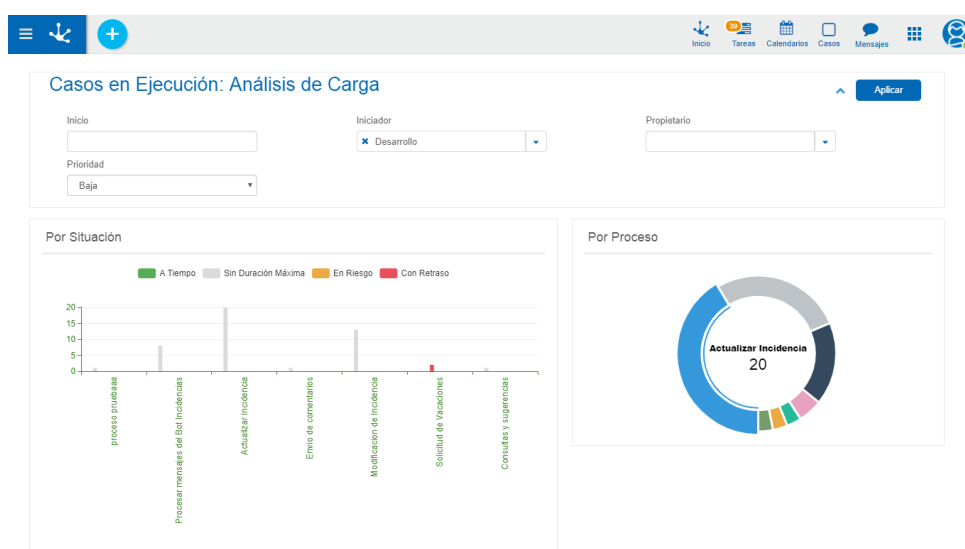 39
Inicio
Tareas
Calendarios
Casos
Mensajes
Casos en Ejecución: Análisis de Carga
Aplicar
Inicio
Iniciador
Propietario
Desarrollo
Prioridad
Baja
Por Situación
Por Proceso
A Tiempo
Sin Duración Máxima
En Riesgo
Con Retraso
20
15
10
5
0
proceso pruebaaa
Procesar mensajes del Bot Incidencias
Actualizar Incidencia
Envio de comentarios
Modificacion de Incidencia
Solicitud de Vacaciones
Consultas y sugerencias
Actualizar Incidencia
20